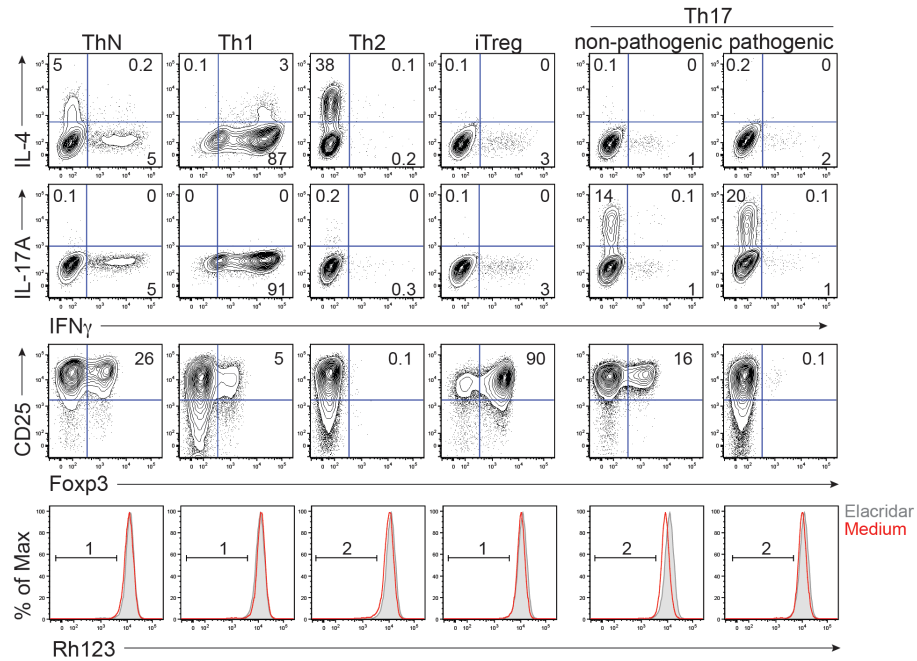 Th17
ThN Th1 Th2 iTreg non-pathogenic pathogenic
IL-4
5 0.2 0.1 3 38 0.1 0.1 0 0.1 0 0.2 0
5 87 0.2 3 1 2
IL-17A
0.1 0 0 0 0.2 0 0.1 0 14 0.1 20 0.1
5 91 0.3 3 1 1
IFNγ
CD25
26 5 0.1 90 16 0.1
Foxp3
% of Max
1 1 2 1 2 2
Elacridar
Medium
Rh123